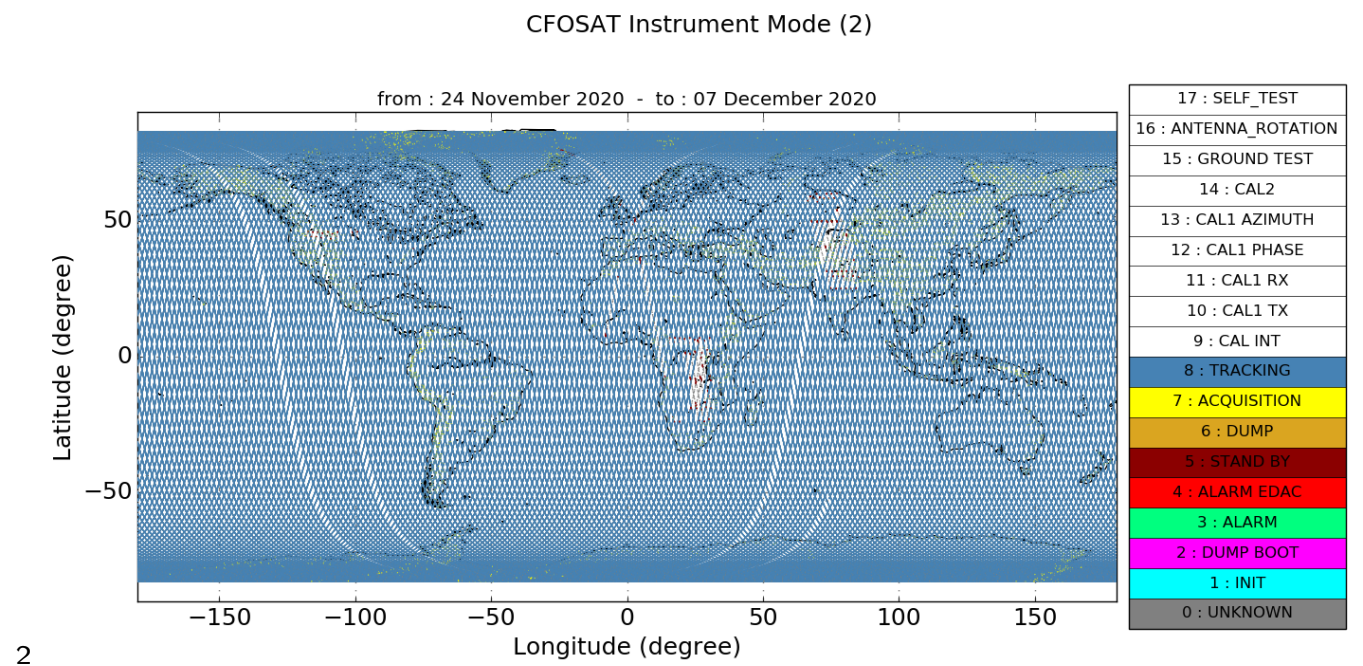 CFOSAT Instrument Mode (2)
from : 24 November 2020  -  to : 07 December 2020
17 : SELF_TEST
16 : ANTENNA_ROTATION
15 : GROUND TEST
14 : CAL2
13 : CAL1 AZIMUTH
12 : CAL1 PHASE
11 : CAL1 RX
10 : CAL1 TX
9 : CAL INT
8 : TRACKING
7 : ACQUISITION
6 : DUMP
5 : STAND BY
4 : ALARM EDAC
3 : ALARM
2 : DUMP BOOT
1 : INIT
0 : UNKNOWN
Latitude (degree)
50
0
−50
−150 −100 −50 0 50 100 150
Longitude (degree)
2